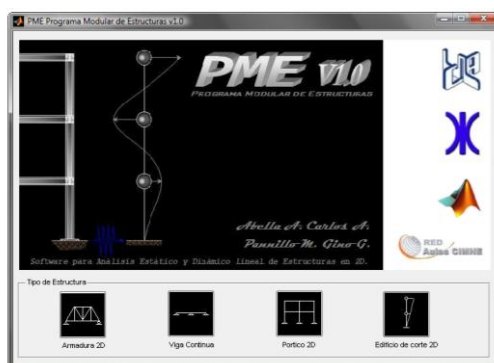 PME Programa Modular de Estructuras v1.0
PME V1.0
PROGRAMA MODULAR DE ESTRUCTURAS
Abella A. Carlos A.
Pannillo M. Gino G.
Software para Análisis Estático y Dinámico lineal de Estructuras en 2D.
RED
Aulas CIMNE
Tipo de Estructura
Armadura 2D
Viga Continua
Portico 2D
Edificio de corte 2D